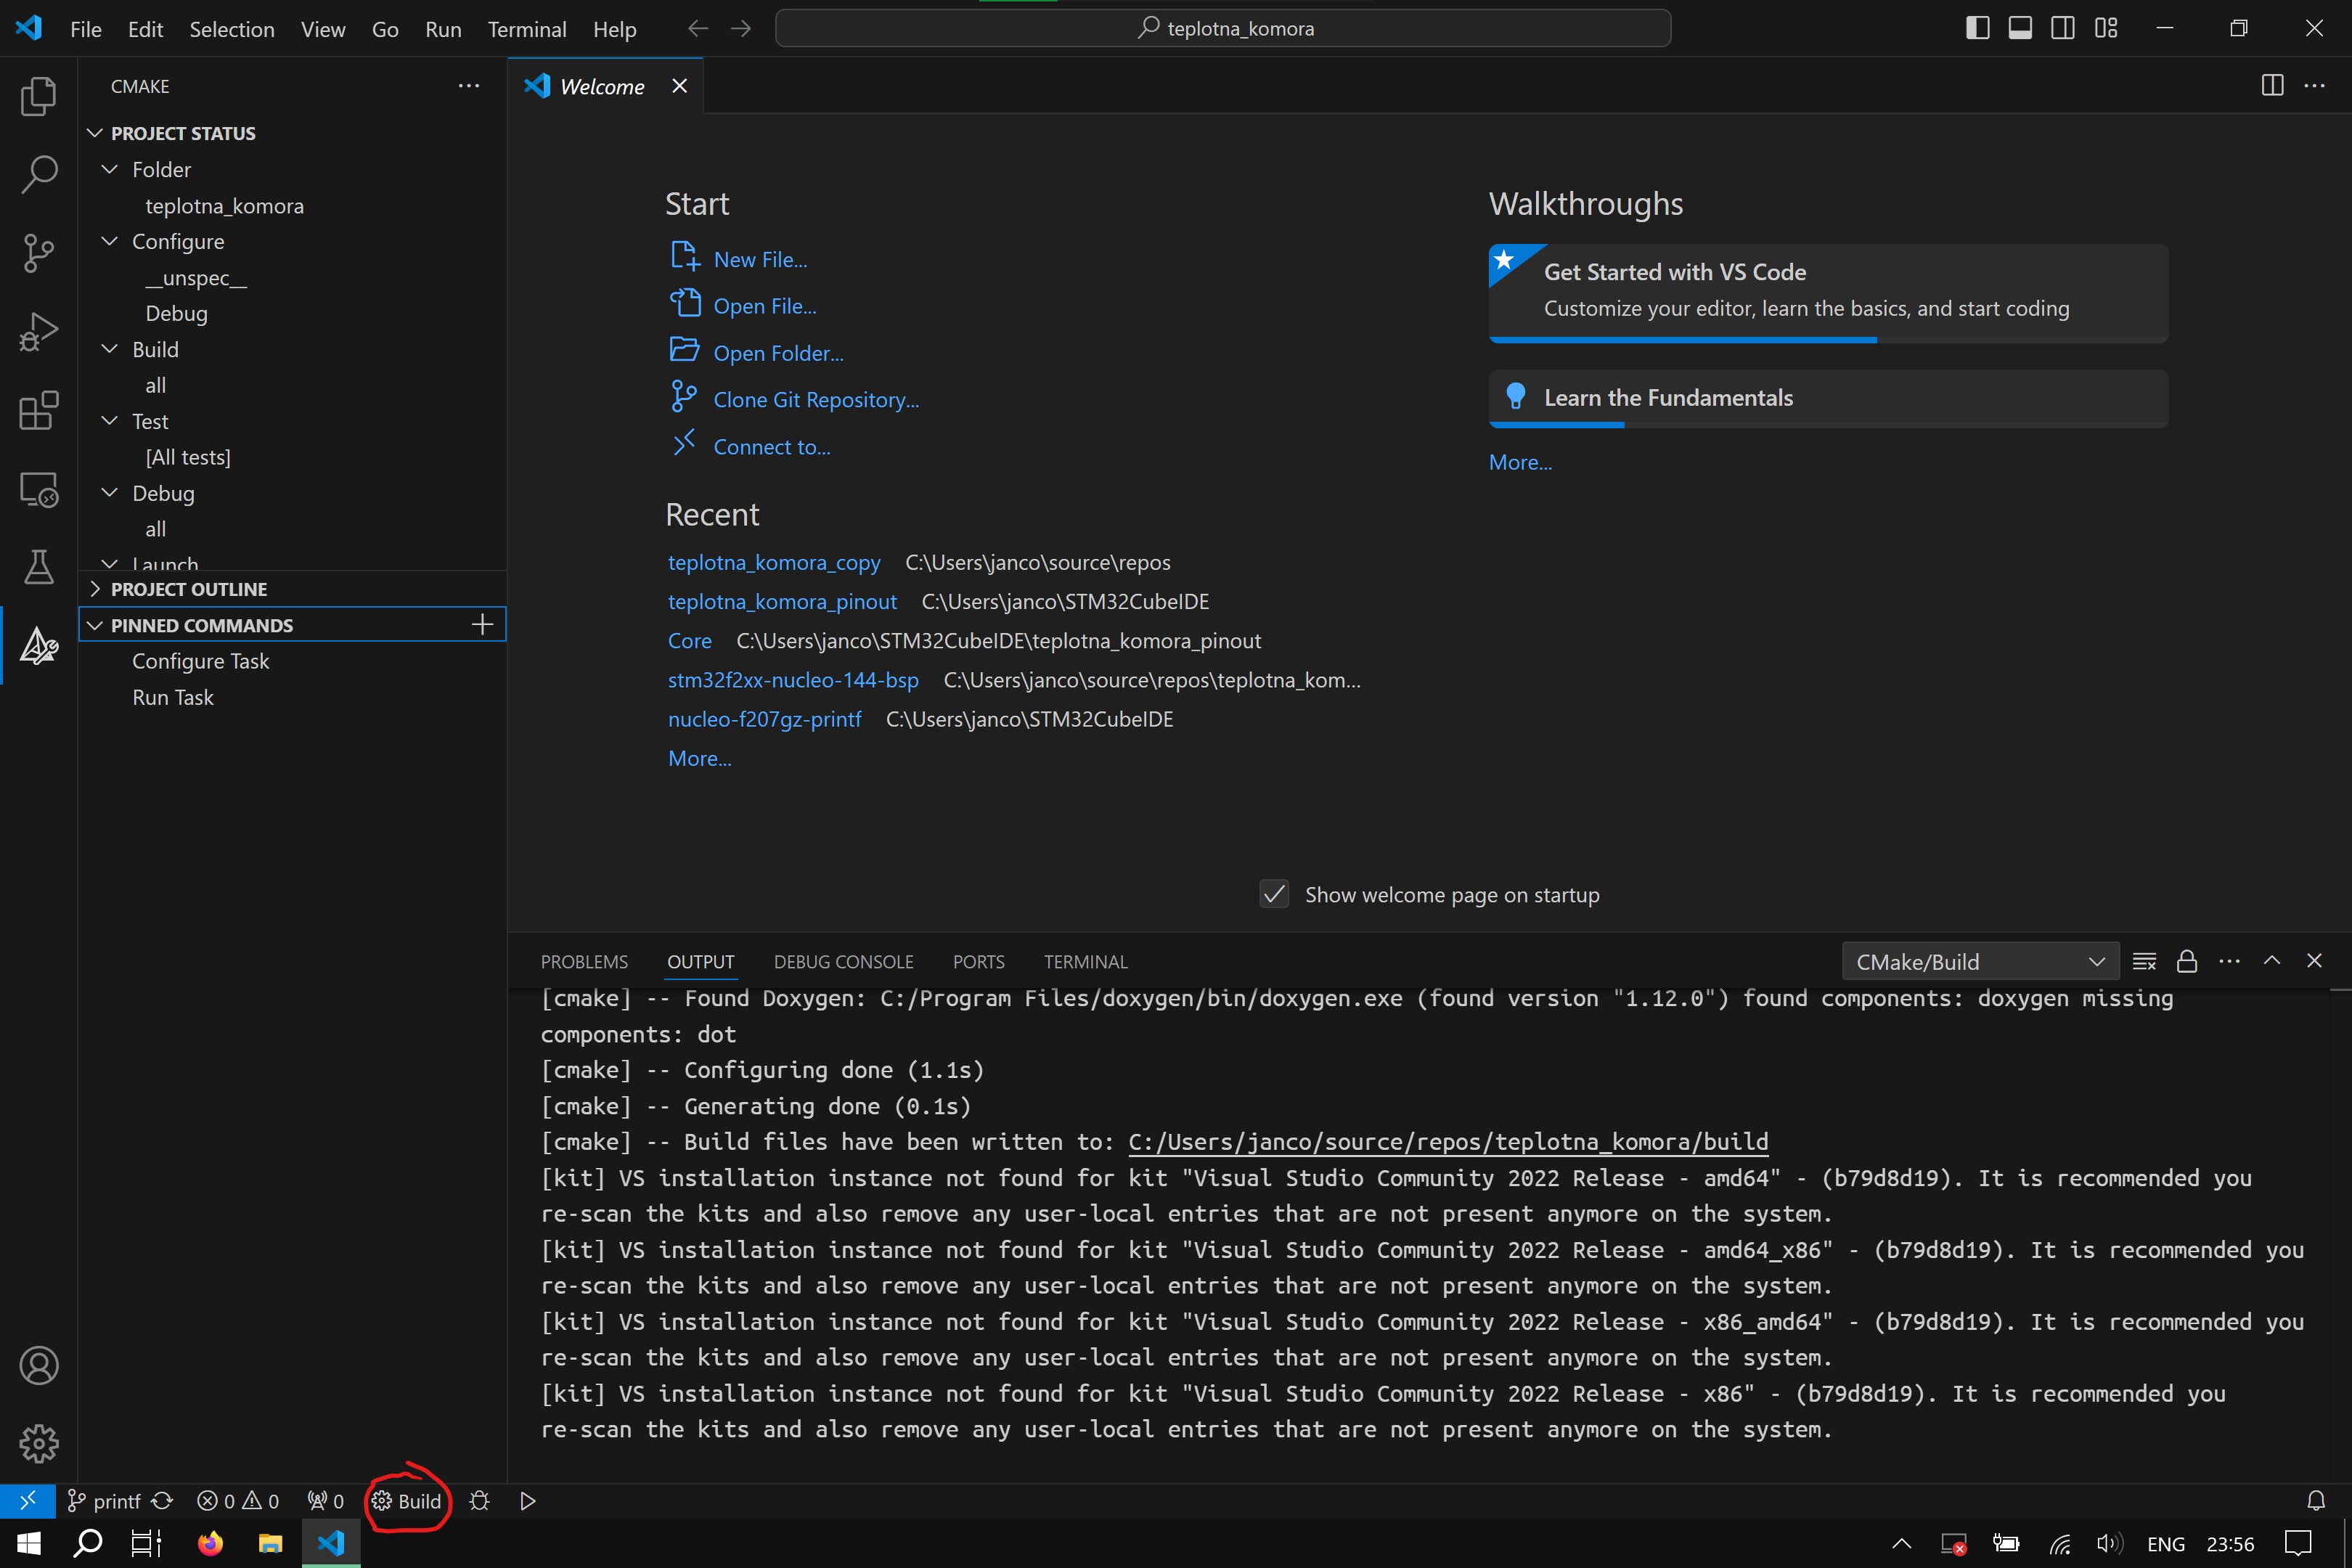 File Edit Selection View Go Run Terminal Help teplotna_komora
CMAKE
PROJECT STATUS
Folder
teplotna_komora
Configure
__unspec__
Debug
Build
all
Test
[All tests]
Debug
all
Launch
PROJECT OUTLINE
PINNED COMMANDS
Configure Task
Run Task
Welcome
Start
New File...
Open File...
Open Folder...
Clone Git Repository...
Connect to...
Recent
teplotna_komora_copy C:\Users\janco\source\repos
teplotna_komora_pinout C:\Users\janco\STM32CubeIDE
Core C:\Users\janco\STM32CubeIDE\teplotna_komora_pinout
stm32f2xx-nucleo-144-bsp C:\Users\janco\source\repos\teplotna_kom...
nucleo-f207gz-printf C:\Users\janco\STM32CubeIDE
More...
Walkthroughs
Get Started with VS Code
Customize your editor, learn the basics, and start coding
Learn the Fundamentals
More...
Show welcome page on startup
PROBLEMS OUTPUT DEBUG CONSOLE PORTS TERMINAL CMake/Build
[cmake] -- Found Doxygen: C:/Program Files/doxygen/bin/doxygen.exe (found version "1.12.0") found components: doxygen missing
components: dot
[cmake] -- Configuring done (1.1s)
[cmake] -- Generating done (0.1s)
[cmake] -- Build files have been written to: C:/Users/janco/source/repos/teplotna_komora/build
[kit] VS installation instance not found for kit "Visual Studio Community 2022 Release - amd64" - (b79d8d19). It is recommended you
re-scan the kits and also remove any user-local entries that are not present anymore on the system.
[kit] VS installation instance not found for kit "Visual Studio Community 2022 Release - amd64_x86" - (b79d8d19). It is recommended you
re-scan the kits and also remove any user-local entries that are not present anymore on the system.
[kit] VS installation instance not found for kit "Visual Studio Community 2022 Release - x86_amd64" - (b79d8d19). It is recommended you
re-scan the kits and also remove any user-local entries that are not present anymore on the system.
[kit] VS installation instance not found for kit "Visual Studio Community 2022 Release - x86" - (b79d8d19). It is recommended you
re-scan the kits and also remove any user-local entries that are not present anymore on the system.
printf 0 0 0 Build
ENG 23:56